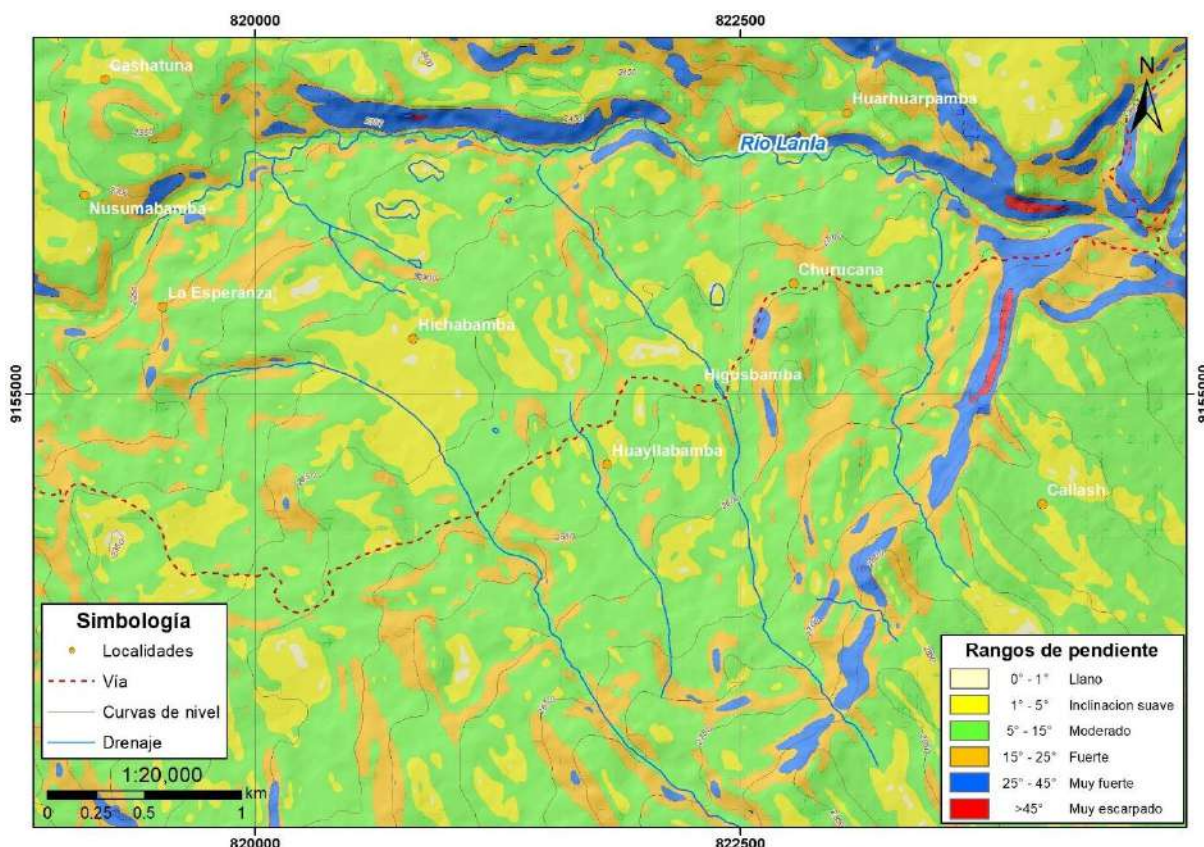 820000
822500
Cashatuna
Huarhuarpamba
N
Río Lanla
Nusumabamba
La Esperanza
Churucana
Hichabamba
Higosbamba
9155000
9155000
Huayllabamba
Callash
Simbología
Localidades
Vía
Curvas de nivel
Drenaje
1:20,000
km
0 0.25 0.5 1
Rangos de pendiente
0° - 1° Llano
1° - 5° Inclinacion suave
5° - 15° Moderado
15° - 25° Fuerte
25° - 45° Muy fuerte
>45° Muy escarpado
820000
822500